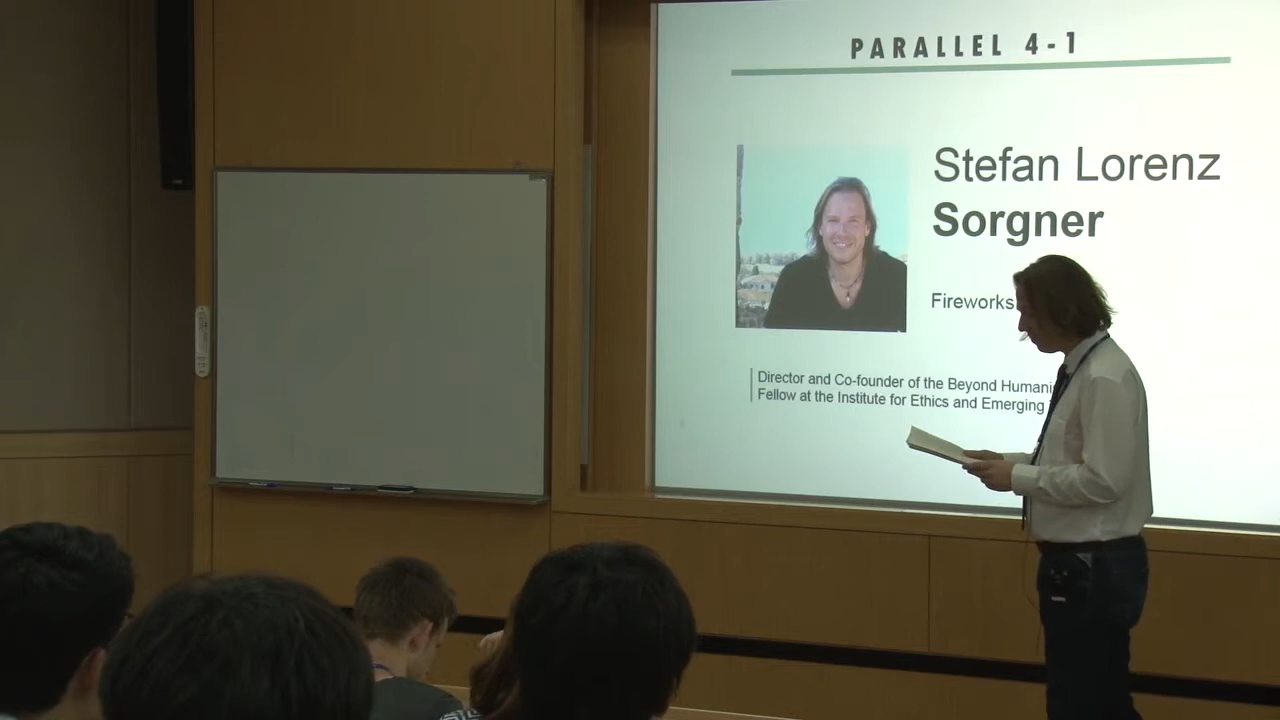 PARALLEL 4-1
Stefan Lorenz
Sorgner
Fireworks
Director and Co-founder of the Beyond
Fellow at the Institute for Ethics and Emerging